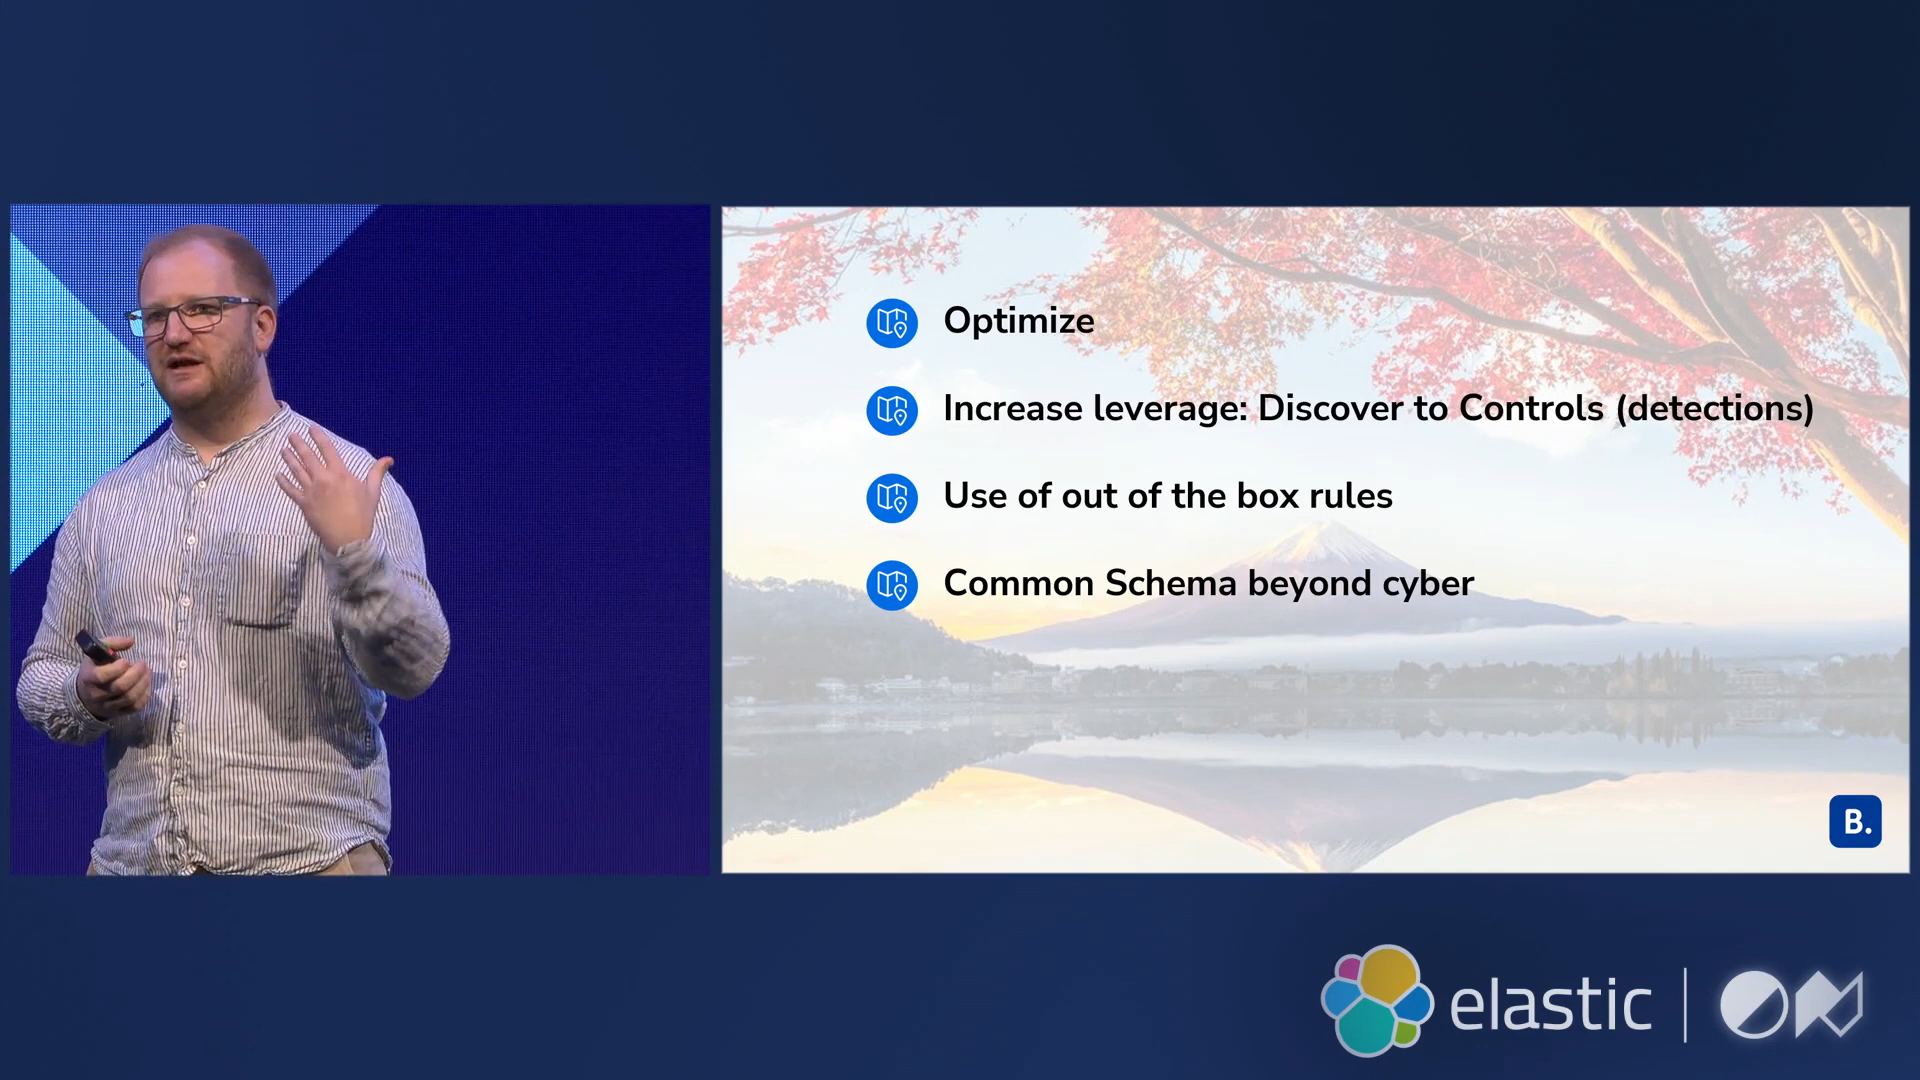 Optimize
Increase leverage: Discover to Controls (detections)
Use of out of the box rules
Common Schema beyond cyber
B.
elastic | ON